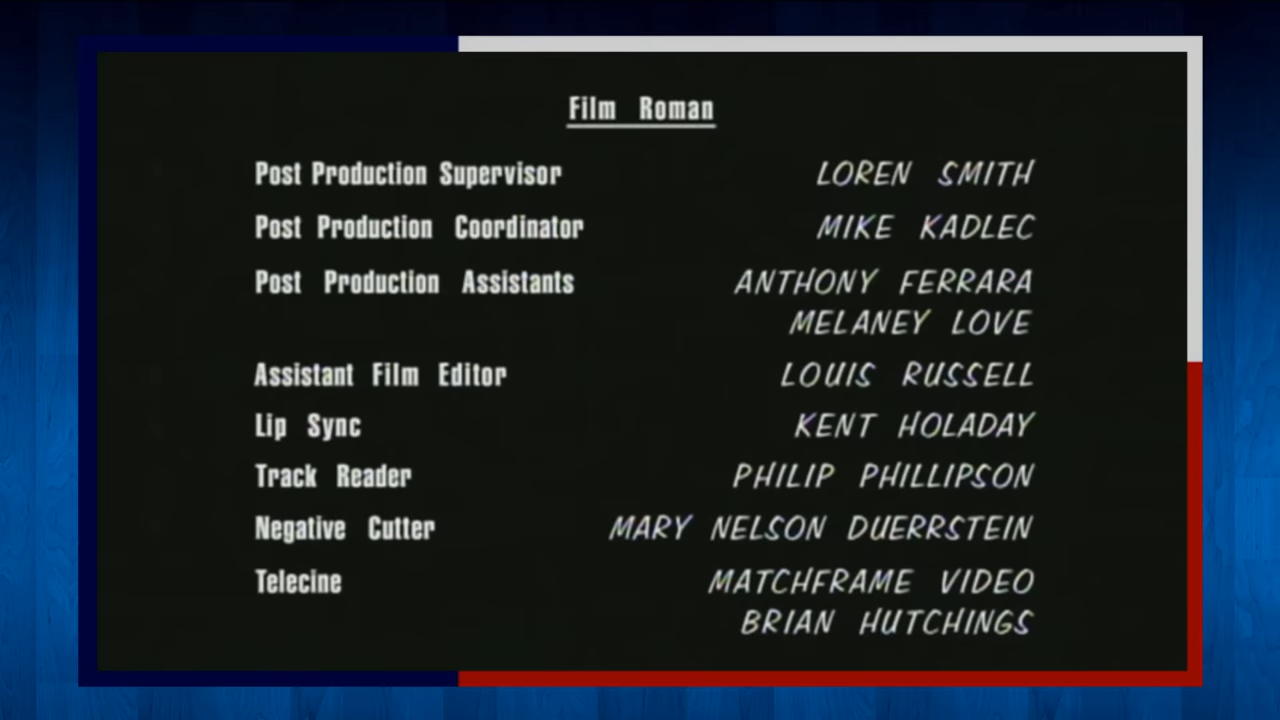 Film Roman
Post Production Supervisor LOREN SMITH
Post Production Coordinator MIKE KADLEC
Post Production Assistants ANTHONY FERRARA
MELANEY LOVE
Assistant Film Editor LOUIS RUSSELL
Lip Sync KENT HOLADAY
Track Reader PHILIP PHILLIPSON
Negative Cutter MARY NELSON DUERRSTEIN
Telecine MATCHFRAME VIDEO
BRIAN HUTCHINGS